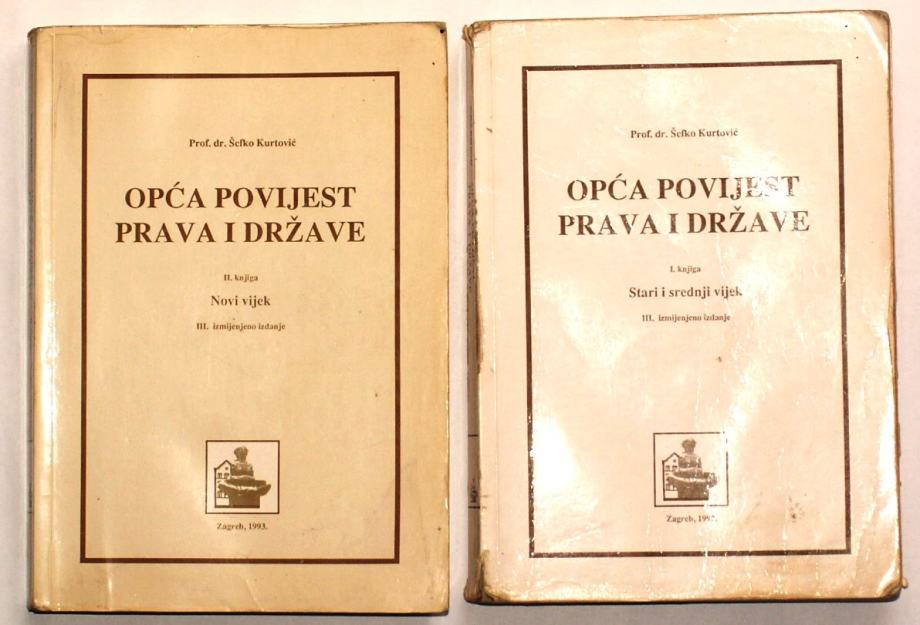 Prof. dr. Šefko Kurtović
OPĆA POVIJEST
PRAVA I DRŽAVE
II. knjiga
Novi vijek
III. izmijenjeno izdanje
Zagreb, 1993.
Prof. dr. Šefko Kurtović
OPĆA POVIJEST
PRAVA I DRŽAVE
I. knjiga
Stari i srednji vijek
III. izmijenjeno izdanje
Zagreb,